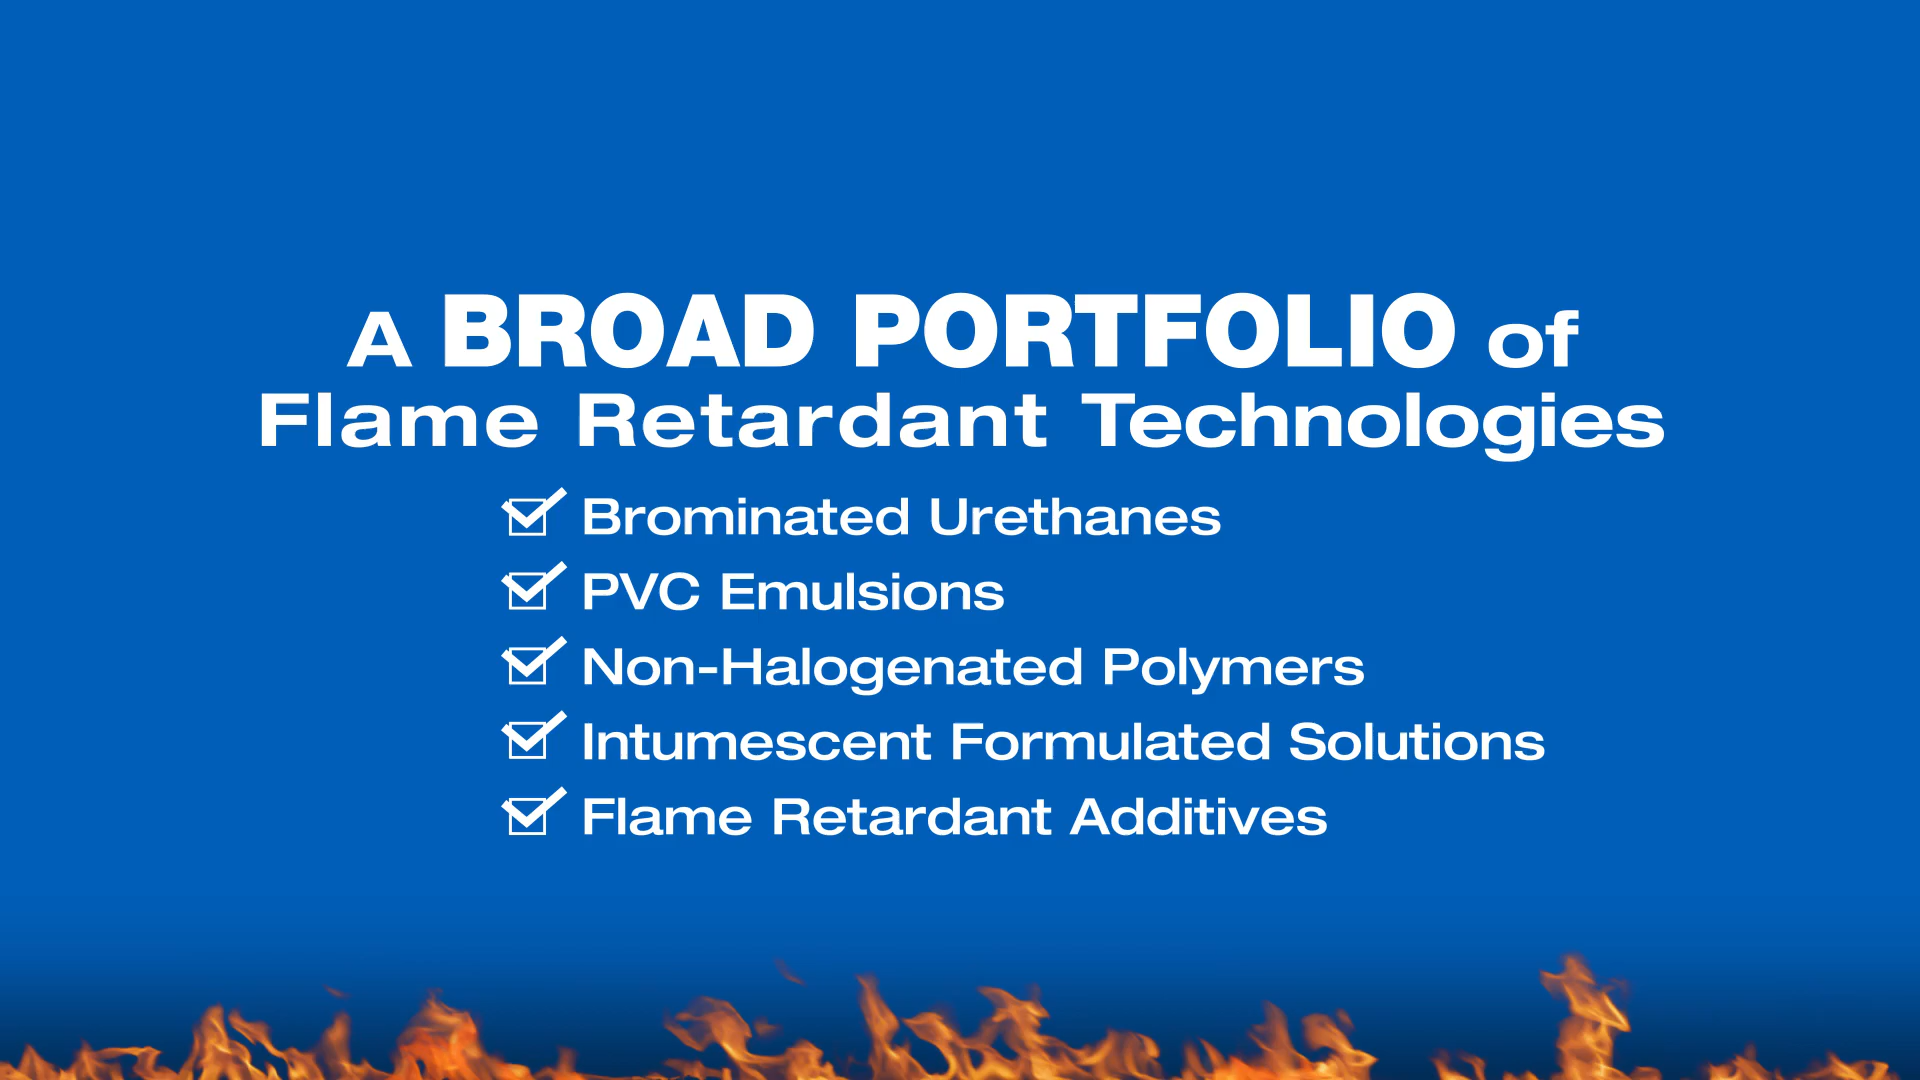 A BROAD PORTFOLIO of
Flame Retardant Technologies
Brominated Urethanes
PVC Emulsions
Non-Halogenated Polymers
Intumescent Formulated Solutions
Flame Retardant Additives